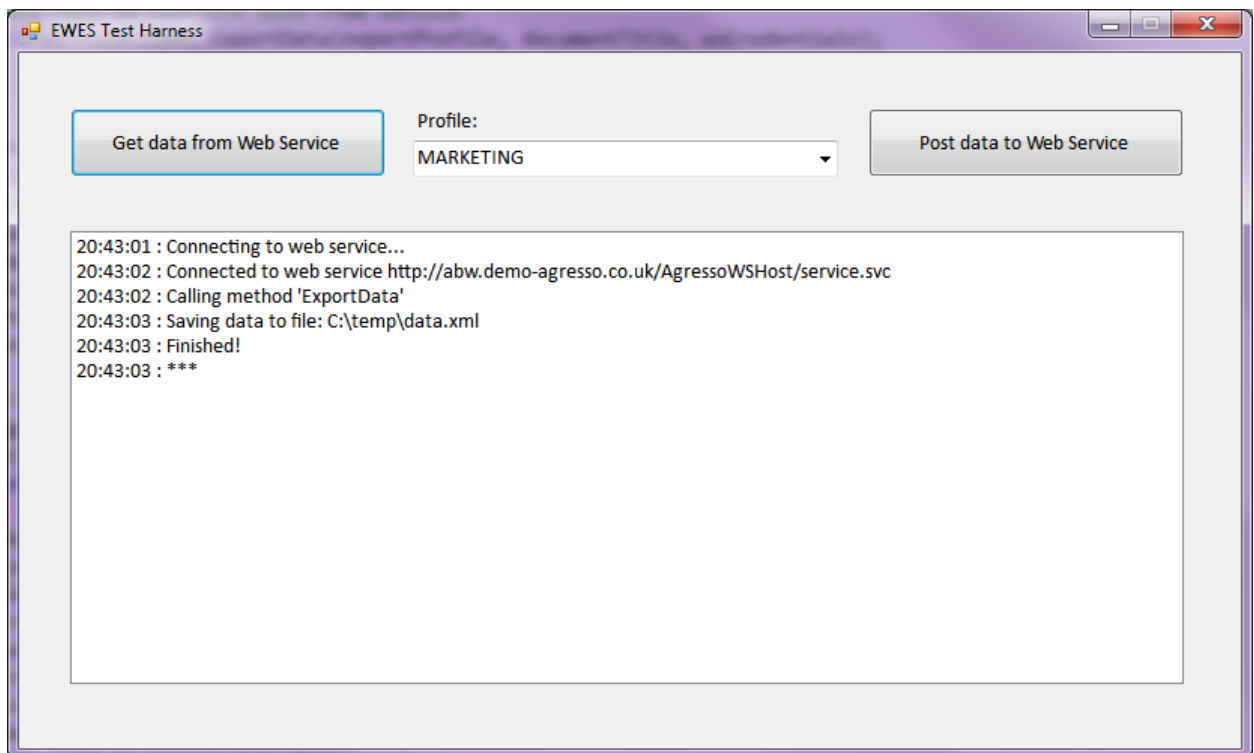 EWES Test Harness
Get data from Web Service
Profile:
MARKETING
Post data to Web Service
20:43:01 : Connecting to web service...
20:43:02 : Connected to web service http://abw.demo-agresso.co.uk/AgressoWSHost/service.svc
20:43:02 : Calling method 'ExportData'
20:43:03 : Saving data to file: C:\temp\data.xml
20:43:03 : Finished!
20:43:03 : ***